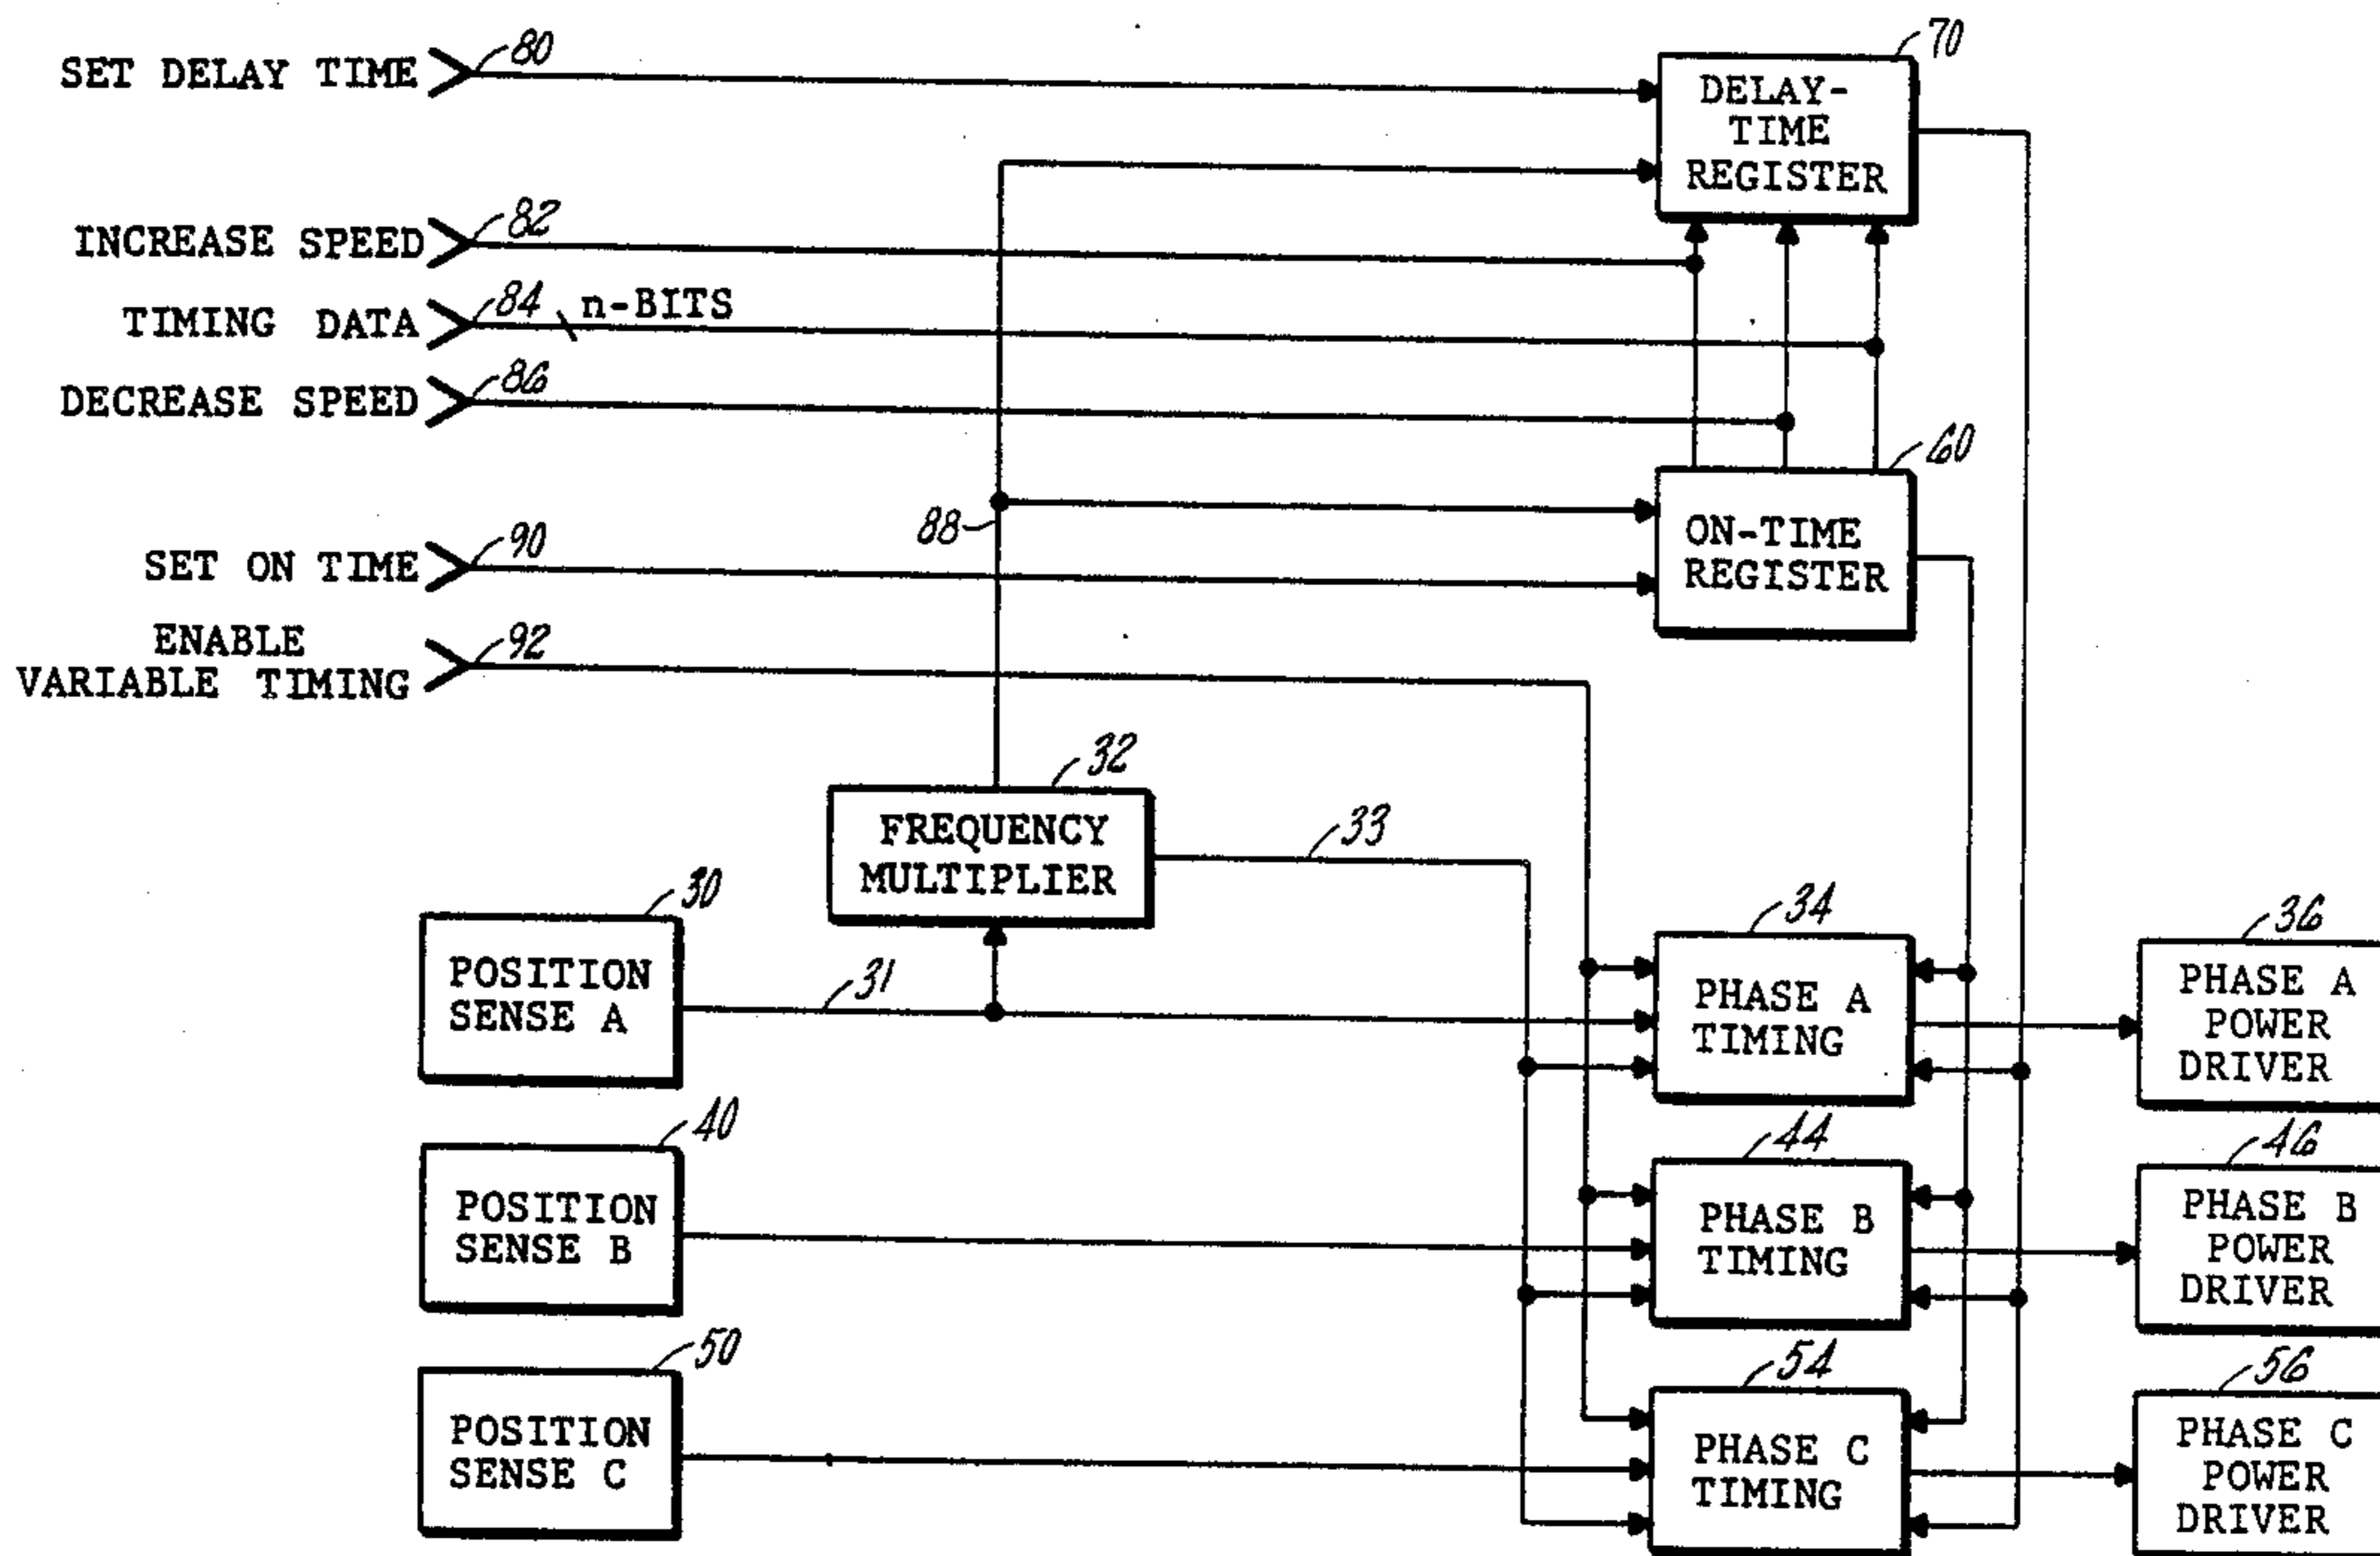 80
SET DELAY TIME
70
DELAY-
TIME
REGISTER
82
INCREASE SPEED
84
n-BITS
TIMING DATA
86
DECREASE SPEED
60
ON-TIME
REGISTER
88
90
SET ON TIME
92
ENABLE
VARIABLE TIMING
32
FREQUENCY
MULTIPLIER
33
30
POSITION
SENSE A
31
34
PHASE A
TIMING
36
PHASE A
POWER
DRIVER
40
POSITION
SENSE B
44
PHASE B
TIMING
46
PHASE B
POWER
DRIVER
50
POSITION
SENSE C
54
PHASE C
TIMING
56
PHASE C
POWER
DRIVER